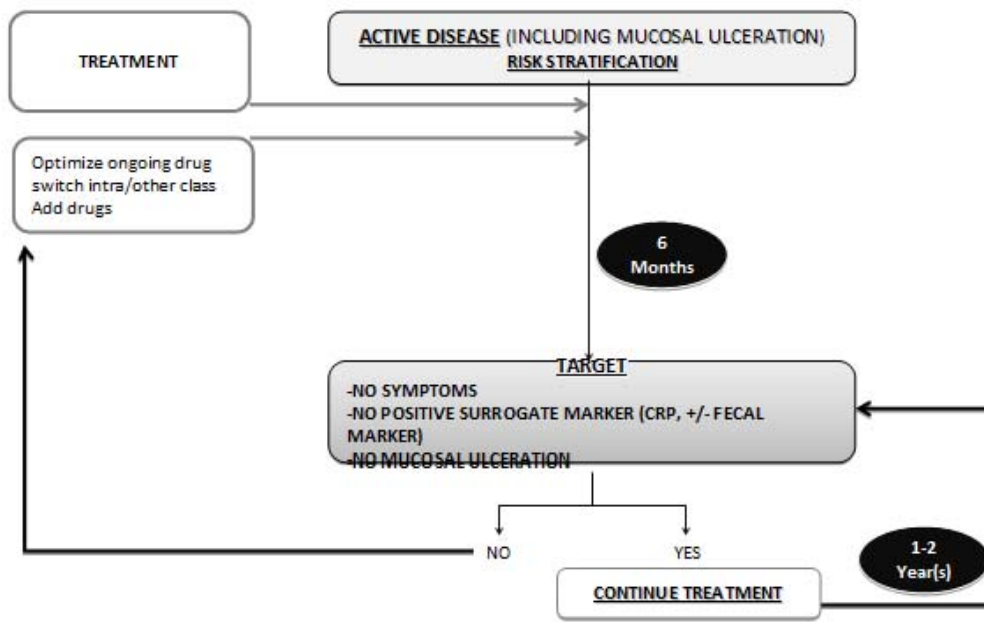 TREATMENT
ACTIVE DISEASE (INCLUDING MUCOSAL ULCERATION)
RISK STRATIFICATION
Optimize ongoing drug
switch intra/other class
Add drugs
6
Months
TARGET
-NO SYMPTOMS
-NO POSITIVE SURROGATE MARKER (CRP, +/- FECAL
MARKER)
-NO MUCOSAL ULCERATION
NO
YES
1-2
Year(s)
CONTINUE TREATMENT